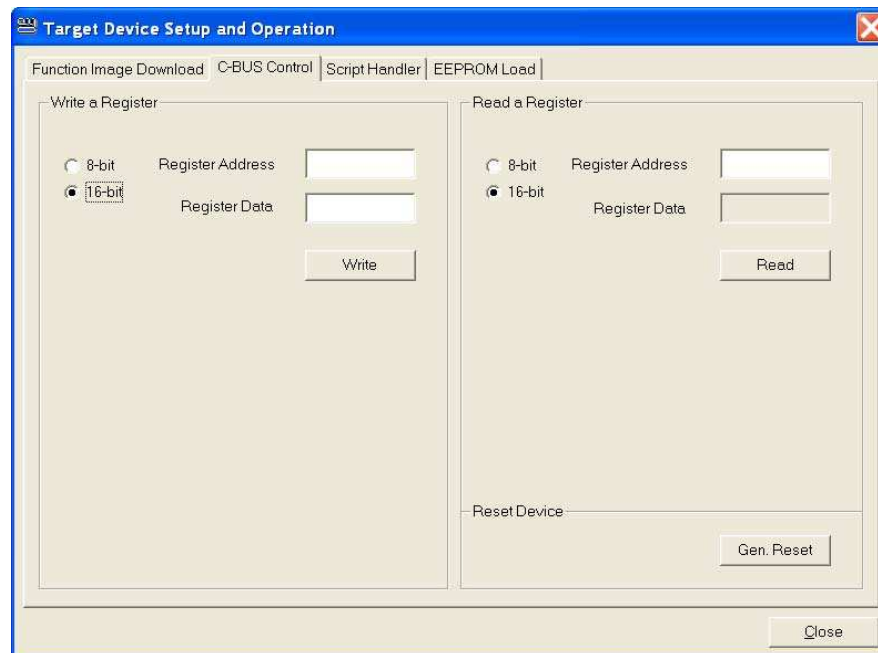 Target Device Setup and Operation
Function Image Download C-BUS Control Script Handler EEPROM Load
Write a Register
8-bit Register Address
16-bit
Register Data
Write
Read a Register
8-bit Register Address
16-bit
Register Data
Read
Reset Device
Gen. Reset
Close